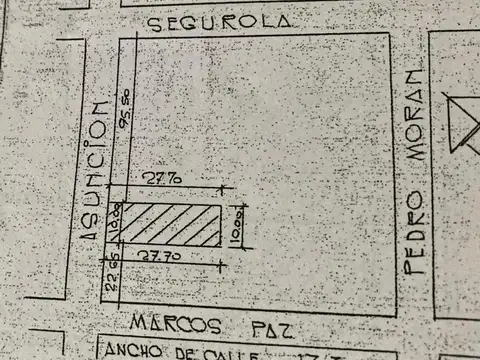 SEGUROLA
ASUNCION
95.50
PEDRO MORAN
27.70
10.00
10.00
27.70
22.65
MARCOS PAZ
ANCHO DE CALLE